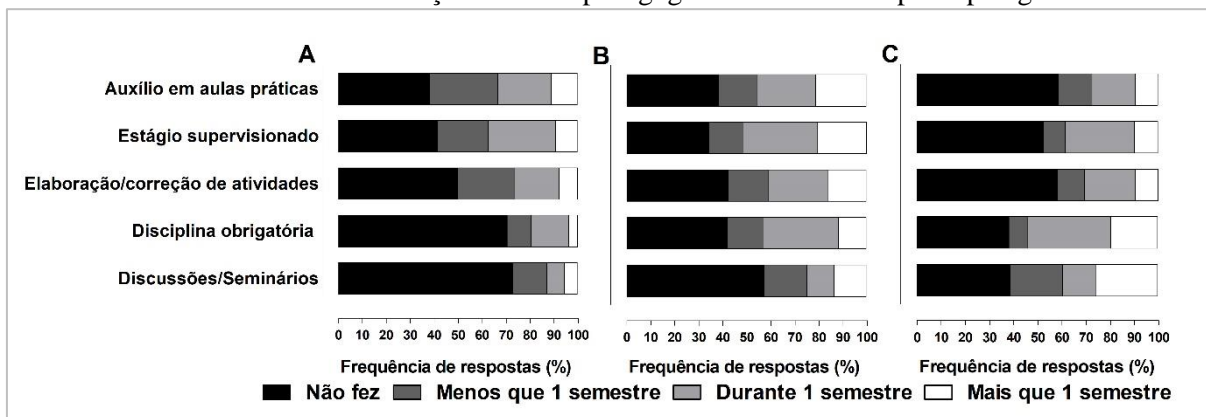 A B C
Auxílio em aulas práticas
Estágio supervisionado
Elaboração/correção de atividades
Disciplina obrigatória
Discussões/Seminários
0 10 20 30 40 50 60 70 80 90 100 0 10 20 30 40 50 60 70 80 90 100 0 10 20 30 40 50 60 70 80 90 100
Frequência de respostas (%) Frequência de respostas (%) Frequência de respostas (%)
Não fez Menos que 1 semestre Durante 1 semestre Mais que 1 semestre